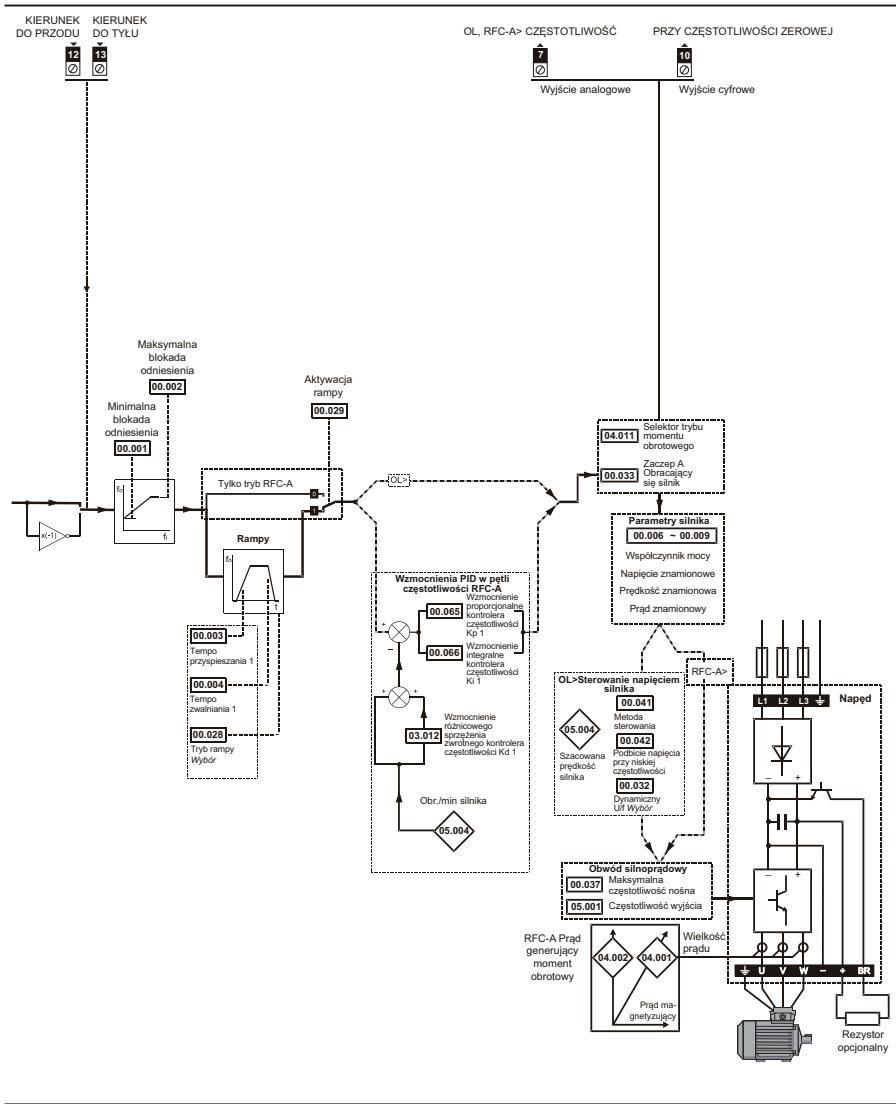 KIERUNEK
DO PRZODU
KIERUNEK
DO TYŁU
12
13
OL, RFC-A> CZĘSTOTLIWOŚĆ
7
Wyjście analogowe
PRZY CZĘSTOTLIWOŚCI ZEROWEJ
10
Wyjście cyfrowe
Maksymalna
blokada
odniesienia
00.002
Minimalna
blokada
odniesienia
00.001
Aktywacja
rampy
00.029
x(-1)
fo
fi
Tylko tryb RFC-A
0
1
Rampy
fo
t
00.003
Tempo
przyspieszania 1
00.004
Tempo
zwalniania 1
00.028
Tryb rampy
Wybór
OL>
Wzmocnienia PID w pętli
częstotliwości RFC-A
+
−
00.065
Wzmocnienie
proporcjonalne
kontrolera
częstotliwości
Kp 1
00.066
Wzmocnienie
integralne
kontrolera
częstotliwości
Ki 1
+
+
03.012
Wzmocnienie
różnicowego
sprzężenia
zwrotnego kontrolera
częstotliwości Kd 1
Obr./min silnika
05.004
04.011
Selektor trybu
momentu
obrotowego
00.033
Zaczep A
Obracający
się silnik
Parametry silnika
00.006 ~ 00.009
Współczynnik mocy
Napięcie znamionowe
Prędkość znamionowa
Prąd znamionowy
RFC-A>
OL>Sterowanie napięciem
silnika
05.004
Szacowana
prędkość
silnika
00.041
Metoda
sterowania
00.042
Podbicie napięcia
przy niskiej
częstotliwości
00.032
Dynamiczny
U/f Wybór
Obwód silnoprądowy
00.037
Maksymalna
częstotliwość nośna
05.001
Częstotliwość wyjścia
RFC-A Prąd
generujący
moment
obrotowy
04.002
04.001
Prąd ma-
gnetyzujący
Wielkość
prądu
Napęd
L1 L2 L3
− +
− +
U V W − + BR
Rezystor
opcjonalny